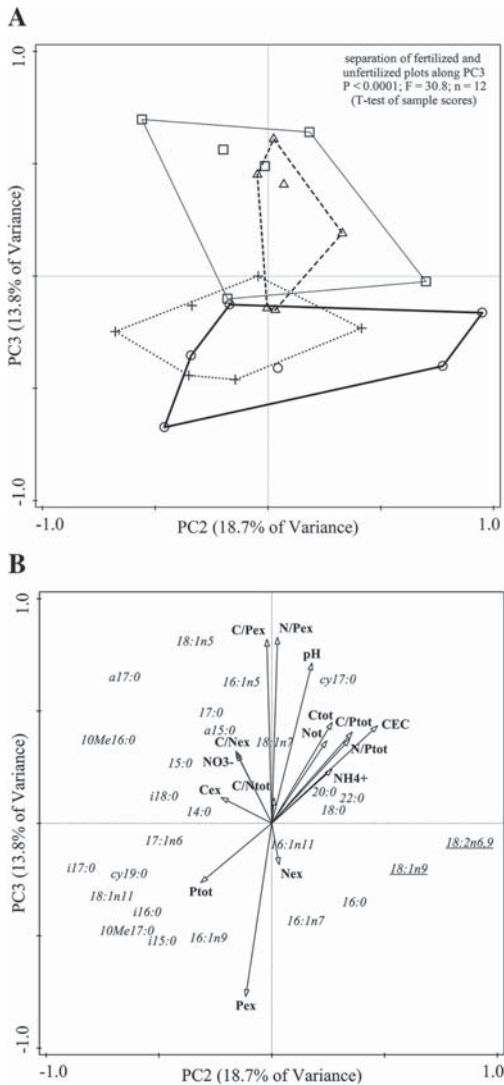 A
1.0
separation of fertilized and
unfertilized plots along PC3
P < 0.0001; F = 30.8; n = 12
(T-test of sample scores)
PC3 (13.8% of Variance)
-1.0
-1.0
PC2 (18.7% of Variance)
1.0
B
1.0
C/Pex
N/Pex
18:1n5
pH
a17:0
16:1n5
cy17:0
17:0
Ctot
C/Ptot
CEC
a15:0
10Me16:0
C/Nex
18:1n7
Not
N/Ptot
15:0
NO3-
NH4+
Cex
C/Ntot
20:0
i18:0
22:0
14:0
18:0
PC3 (13.8% of Variance)
17:1n6
16:1n11
18:2n6.9
i17:0
cy19:0
Nex
18:1n9
18:1n11
Ptot
i16:0
16:0
10Me17:0
16:1n7
i15:0
16:1n9
Pex
-1.0
-1.0
PC2 (18.7% of Variance)
1.0